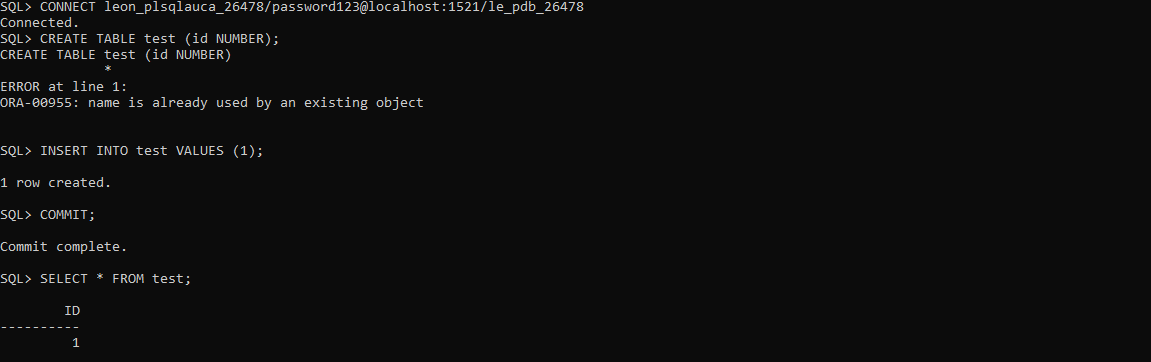 SQL> CONNECT leon_plsqlauca_26478/password123@localhost:1521/le_pdb_26478
Connected.
SQL> CREATE TABLE test (id NUMBER);
CREATE TABLE test (id NUMBER)
             *
ERROR at line 1:
ORA-00955: name is already used by an existing object
SQL> INSERT INTO test VALUES (1);
1 row created.
SQL> COMMIT;
Commit complete.
SQL> SELECT * FROM test;
        ID
----------
         1